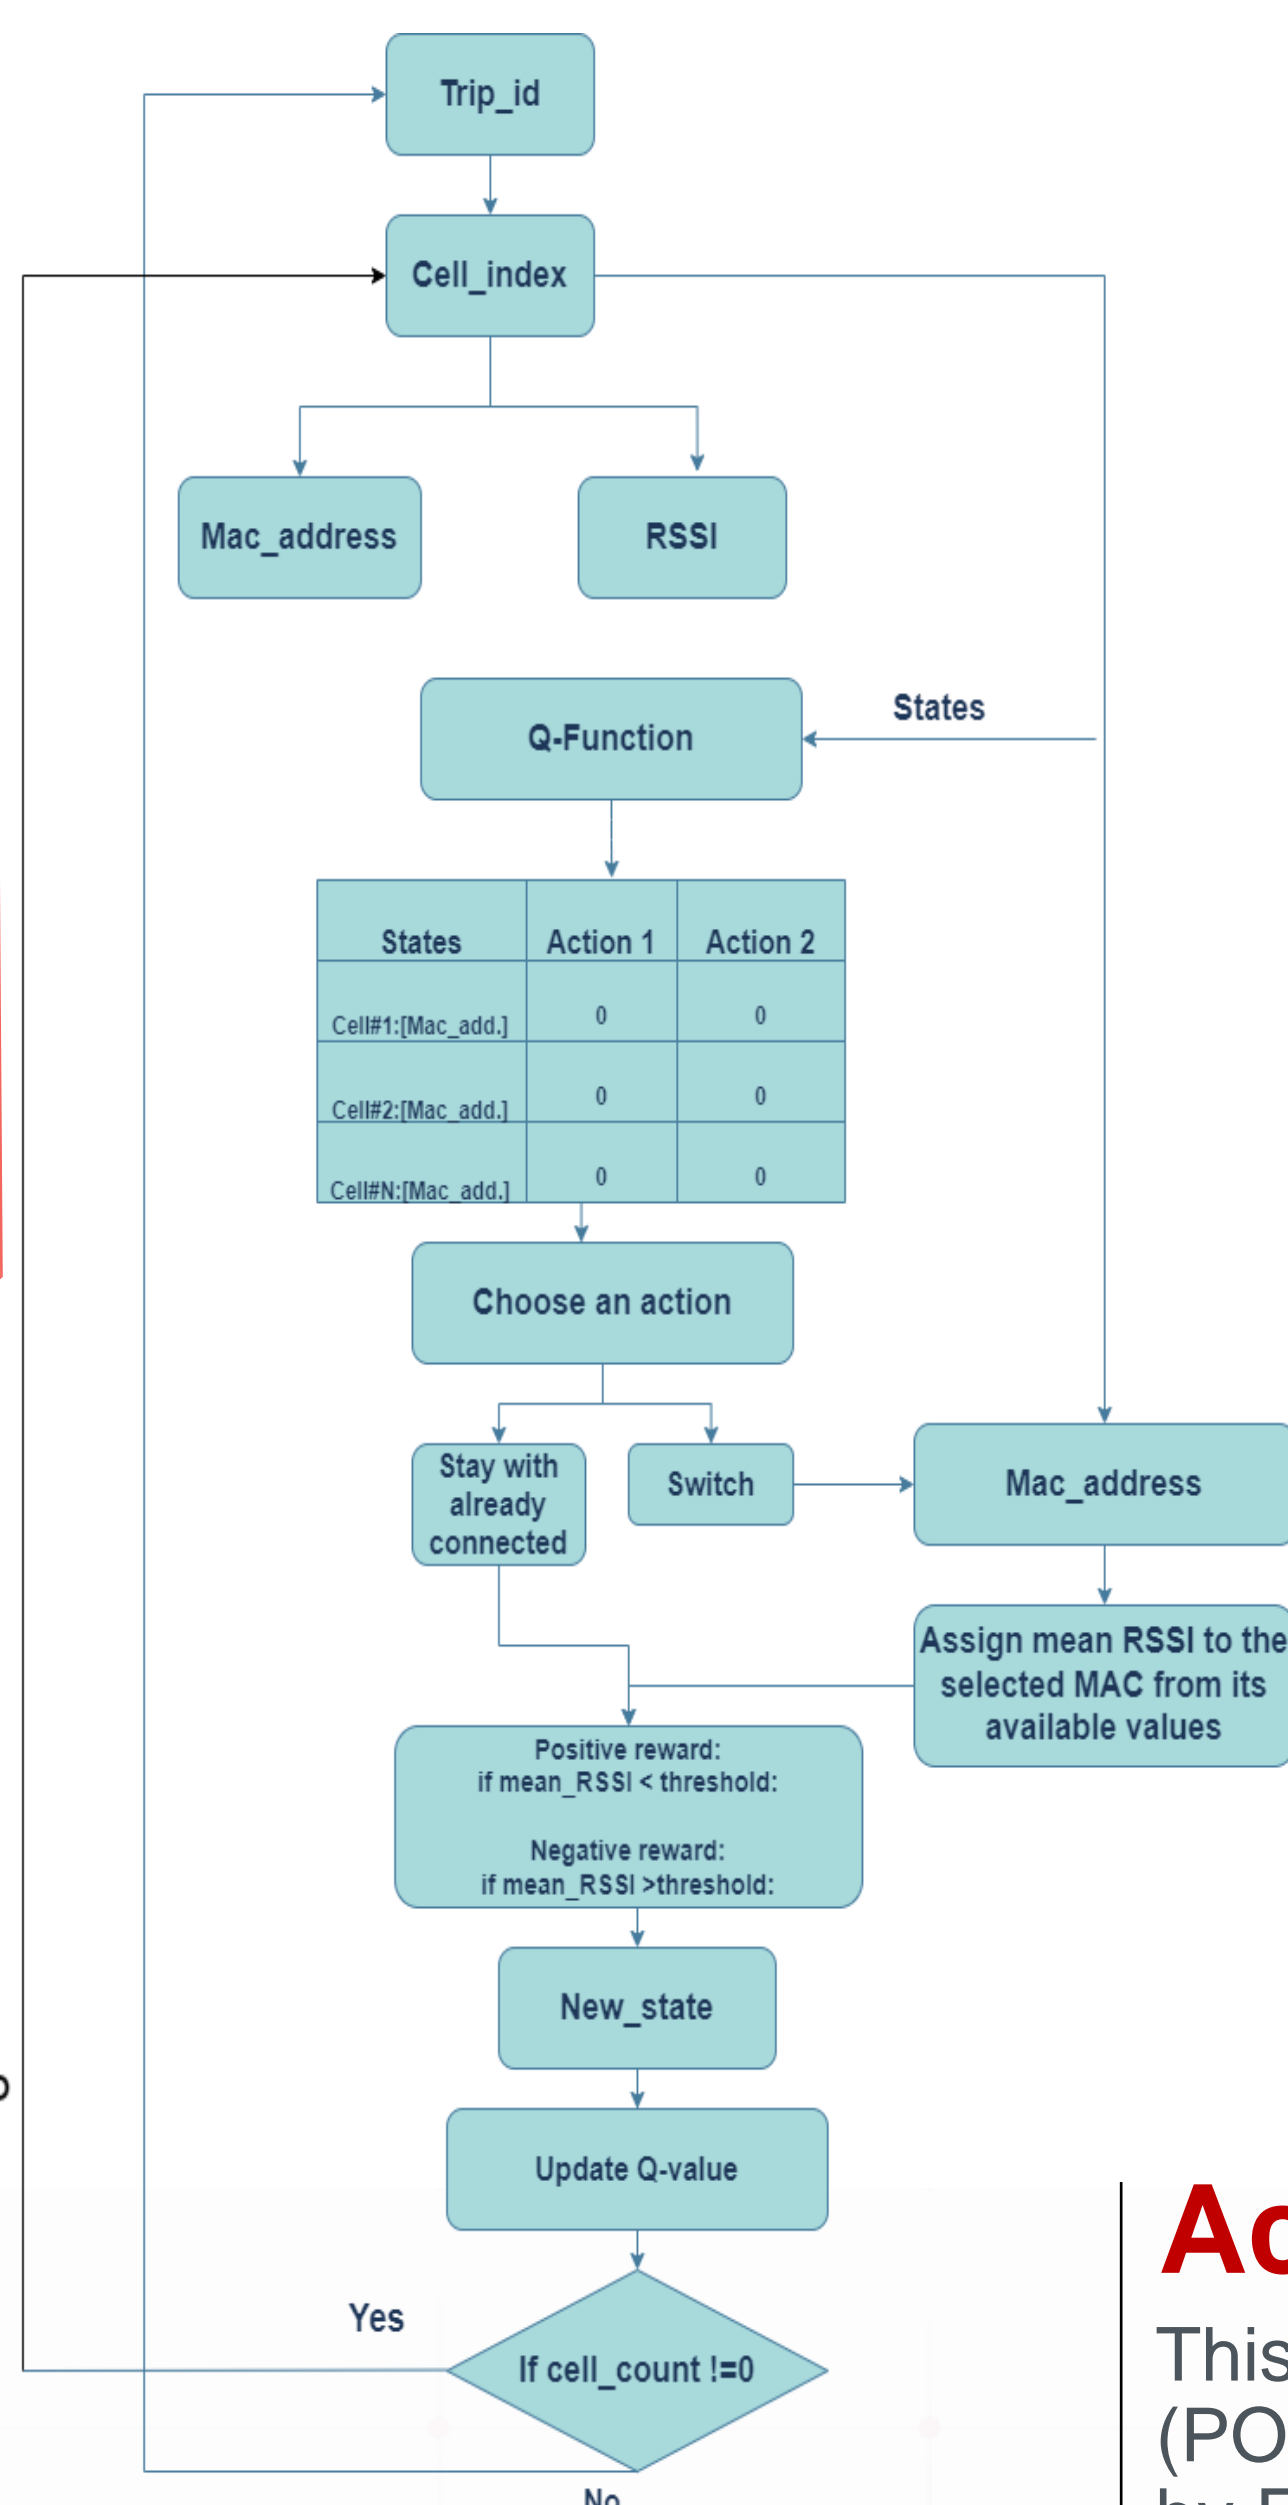 Trip_id
Cell_index
Mac_address
RSSI
States
Q-Function
States Action 1 Action 2
Cell#1:[Mac_add.] 0 0
Cell#2:[Mac_add.] 0 0
Cell#N:[Mac_add.] 0 0
Choose an action
Stay with
already
connected
Switch
Mac_address
Assign mean RSSI to the
selected MAC from its
available values
Positive reward:
if mean_RSSI < threshold:
Negative reward:
if mean_RSSI >threshold:
New_state
Update Q-value
Yes
If cell_count !=0
No
This
(PO